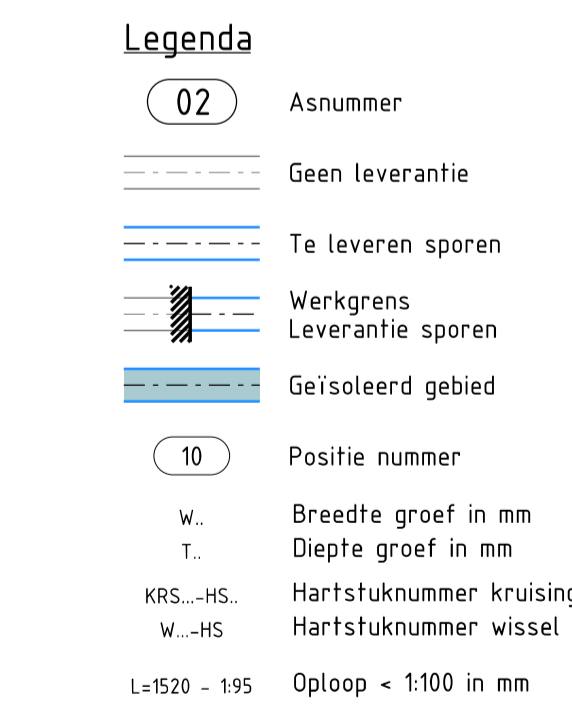 Legenda
02 Asnummer
Geen leverantie
Te leveren sporen
Werkgrens
Leverantie sporen
Geïsoleerd gebied
10 Positie nummer
W.. Breedte groef in mm
T.. Diepte groef in mm
KRS...-HS.. Hartstuknummer kruising
W...-HS Hartstuknummer wissel
L=1520 - 1:95 Oploop < 1:100 in mm